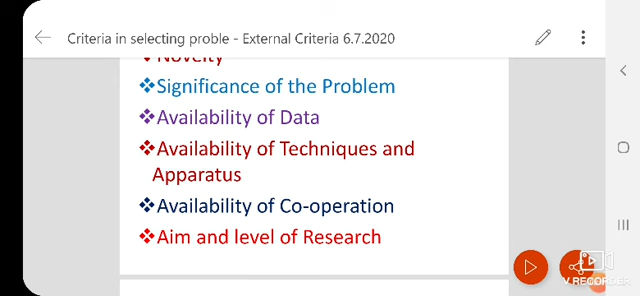 Criteria in selecting proble - External Criteria 6.7.2020
Novelty
Significance of the Problem
Availability of Data
Availability of Techniques and
Apparatus
Availability of Co-operation
Aim and level of Research
V RECORDER